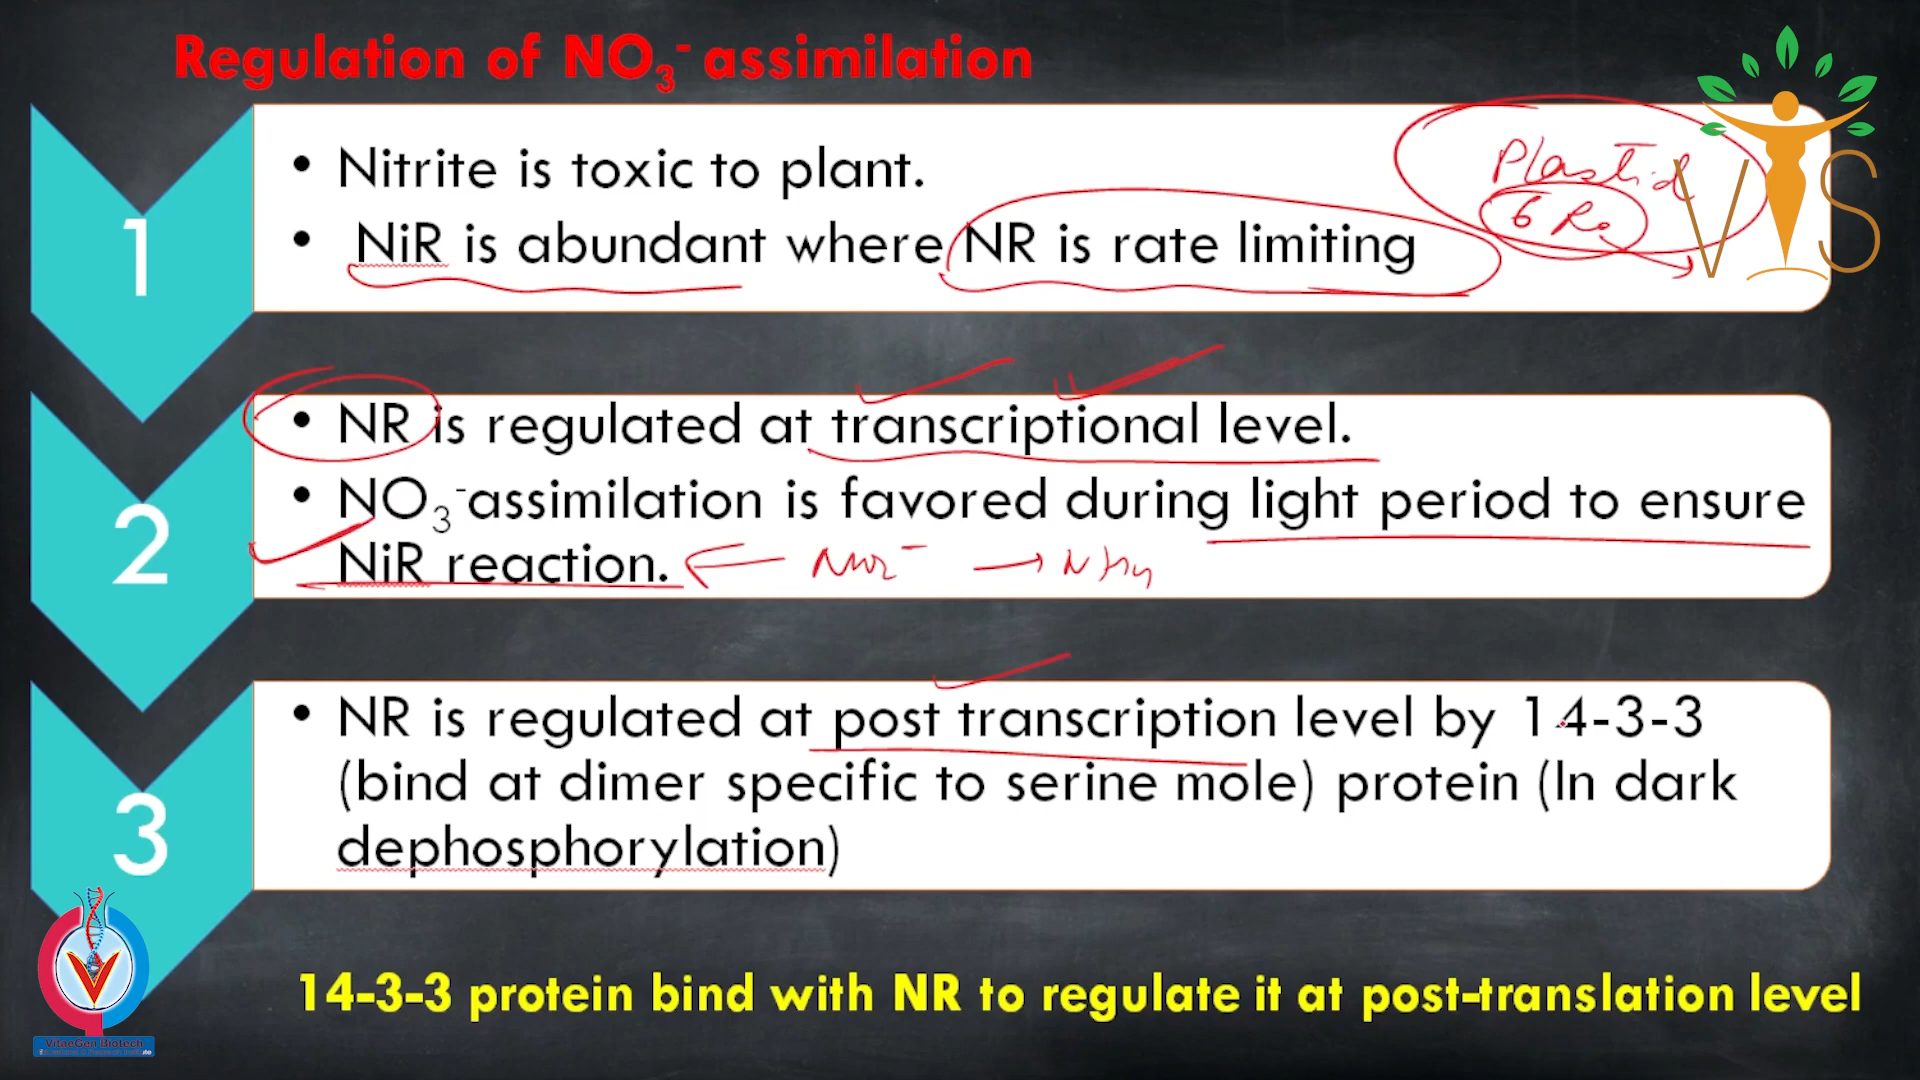 Regulation of NO3- assimilation
Plastid
6
1
• Nitrite is toxic to plant.
• NiR is abundant where NR is rate limiting
V S
2
• NR is regulated at transcriptional level.
• NO3-assimilation is favored during light period to ensure
NiR reaction.
3
• NR is regulated at post transcription level by 14-3-3
(bind at dimer specific to serine mole) protein (In dark
dephosphorylation)
VitaeGen Biotech
14-3-3 protein bind with NR to regulate it at post-translation level